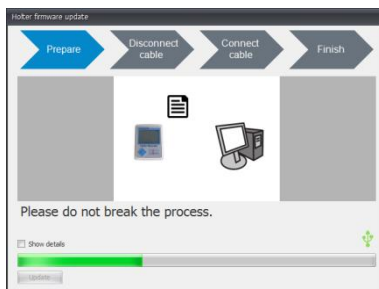 Holter firmware update
Prepare
Disconnect
cable
Connect
cable
Finish
Please do not break the process.
Show details
Update